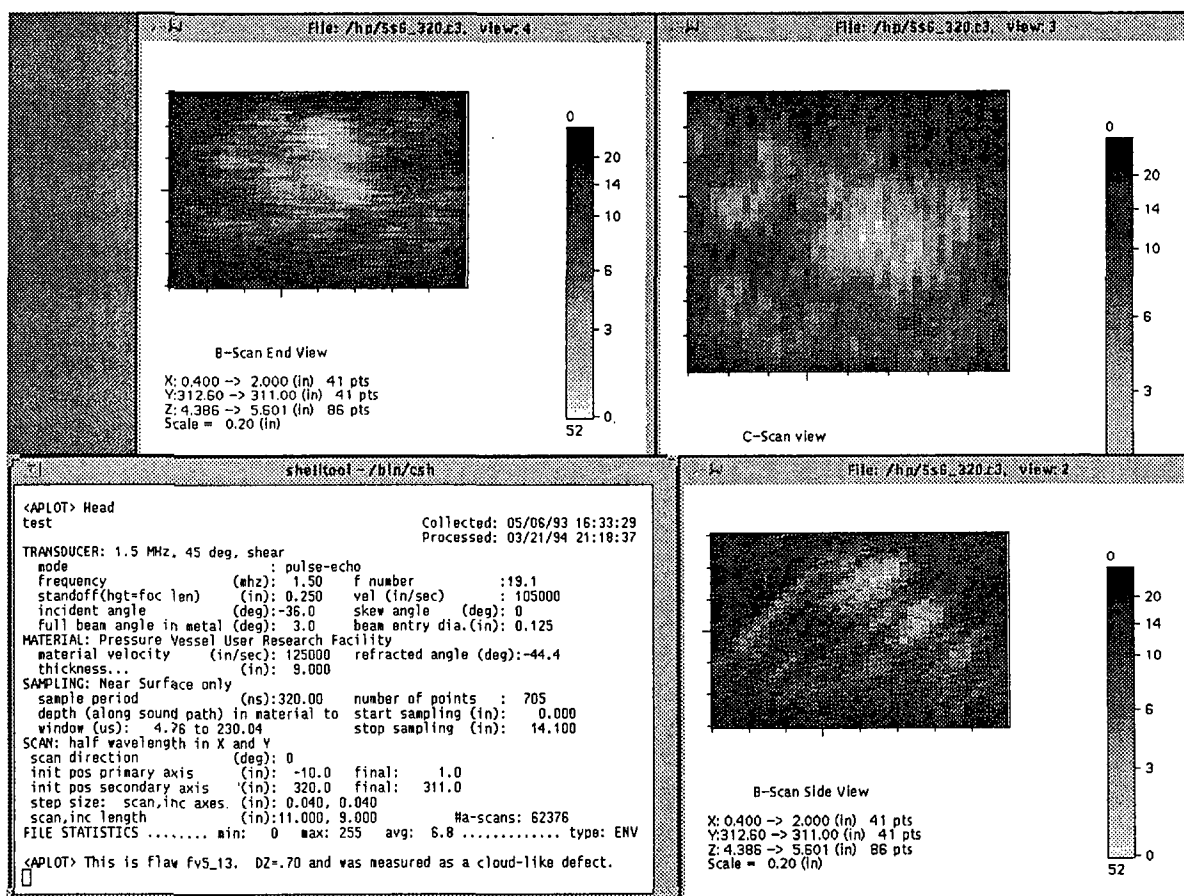 File: /hp/5s6_320.c3, view: 4
0
20
14
10
6
3
0
52
B-Scan End View
X: 0.400 -> 2.000 (in) 41 pts
Y:312.60 -> 311.00 (in) 41 pts
Z: 4.386 -> 5.601 (in) 86 pts
Scale = 0.20 (in)
File: /hp/5s6_320.c3, view: 3
0
20
14
10
6
3
C-Scan view
shelltool - /bin/csh
<APLOT> Head
test Collected: 05/06/93 16:33:29
Processed: 03/21/94 21:18:37
TRANSDUCER: 1.5 MHz, 45 deg, shear
mode : pulse-echo
frequency (mhz): 1.50 f number :19.1
standoff(hgt=foc len) (in): 0.250 vel (in/sec) : 105000
incident angle (deg):-36.0 skew angle (deg): 0
full beam angle in metal (deg): 3.0 beam entry dia.(in): 0.125
MATERIAL: Pressure Vessel User Research Facility
material velocity (in/sec): 125000 refracted angle (deg):-44.4
thickness... (in): 9.000
SAMPLING: Near Surface only
sample period (ns):320.00 number of points : 705
depth (along sound path) in material to start sampling (in): 0.000
window (us): 4.76 to 230.04 stop sampling (in): 14.100
SCAN: half wavelength in X and Y
scan direction (deg): 0
init pos primary axis (in): -10.0 final: 1.0
init pos secondary axis (in): 320.0 final: 311.0
step size: scan,inc axes. (in): 0.040, 0.040
scan,inc length (in):11.000, 9.000 #a-scans: 62376
FILE STATISTICS ........ min: 0 max: 255 avg: 6.8 ............. type: ENV
<APLOT> This is flaw fv5_13. DZ=.70 and was measured as a cloud-like defect.
File: /hp/5s6_320.c3, view: 2
0
20
14
10
6
3
0
52
B-Scan Side View
X: 0.400 -> 2.000 (in) 41 pts
Y:312.60 -> 311.00 (in) 41 pts
Z: 4.386 -> 5.601 (in) 86 pts
Scale = 0.20 (in)